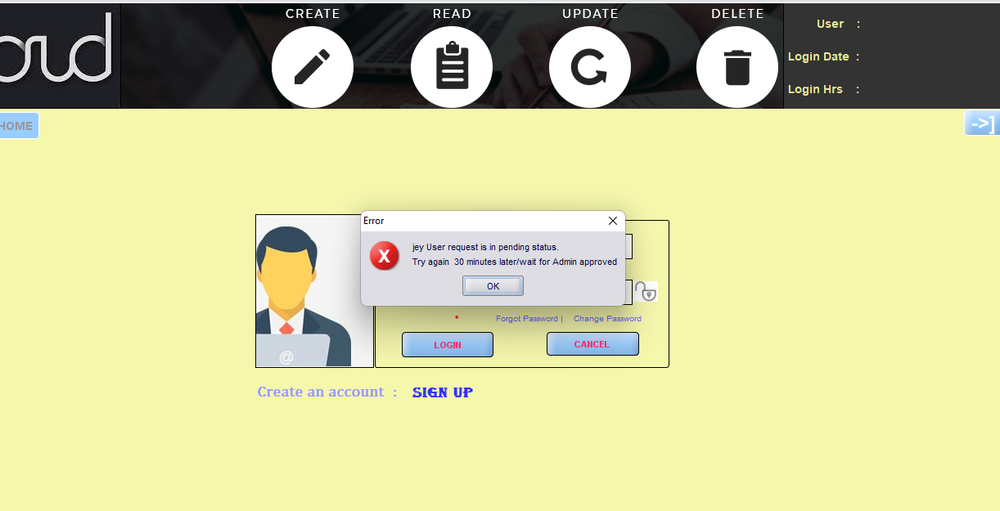 CREATE READ UPDATE DELETE
User :
Login Date :
Login Hrs :
HOME
->]
Error
jey User request is in pending status.
Try again 30 minutes later/wait for Admin approved
OK
Forgot Password | Change Password
LOGIN CANCEL
@
Create an account : SIGN UP